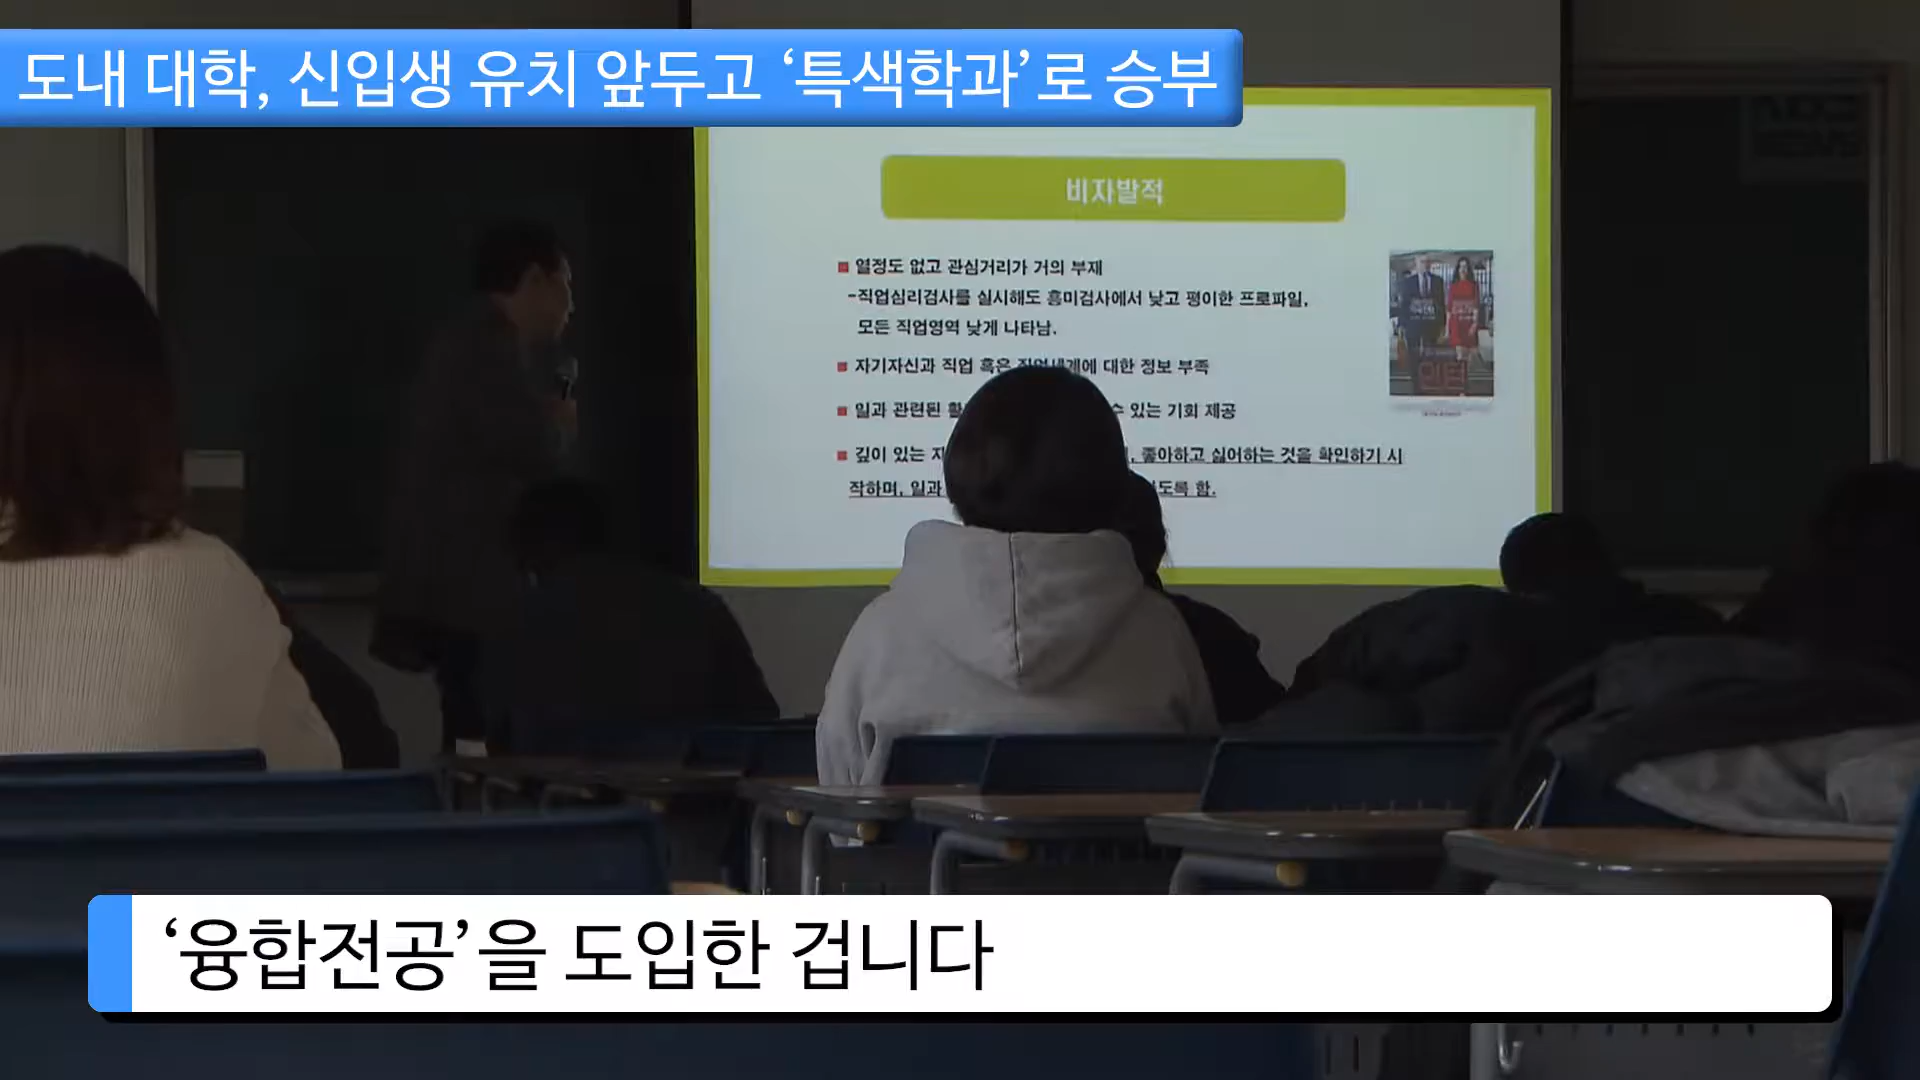 도내 대학, 신입생 유치 앞두고 ‘특색학과’로 승부
비자발적
열정도 없고 관심거리가 거의 부재
-직업심리검사를 실시해도 흥미검사에서 낮고 평이한 프로파일,
모든 직업영역 낮게 나타남.
자기자신과 직업 혹은 직업세계에 대한 정보 부족
일과 관련된 수 있는 기회 제공
깊이 있는 좋아하고 싫어하는 것을 확인하기 시
작하며, 일과 함.
인턴
‘융합전공’을 도입한 겁니다